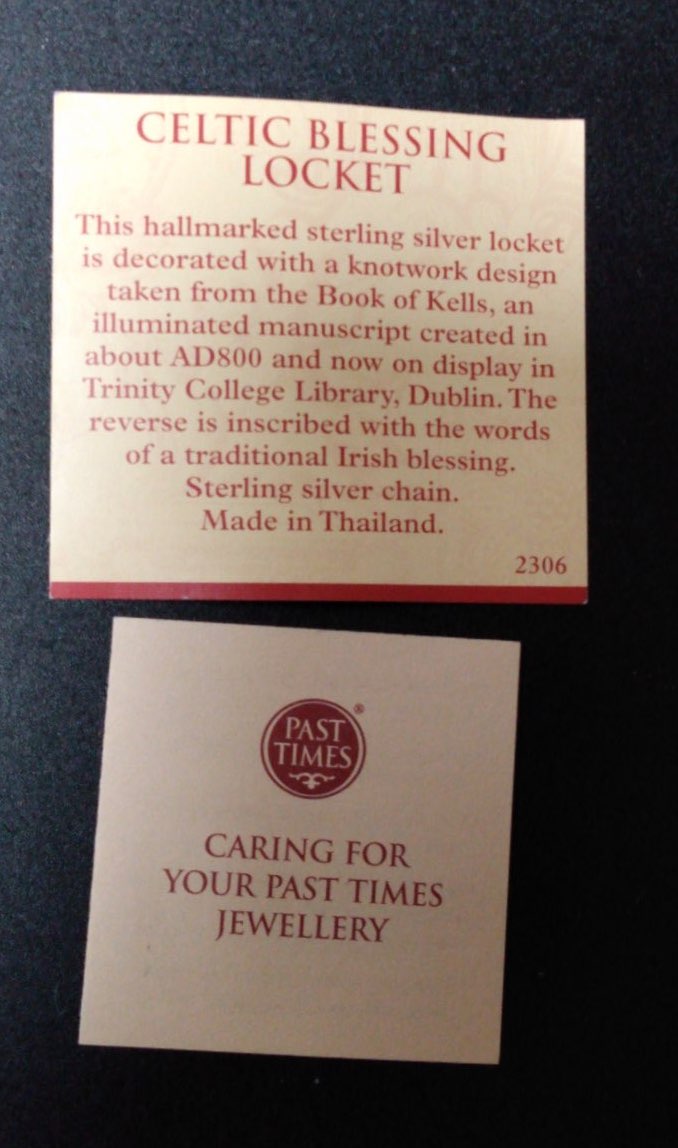 CELTIC BLESSING
LOCKET
This hallmarked sterling silver locket
is decorated with a knotwork design
taken from the Book of Kells, an
illuminated manuscript created in
about AD800 and now on display in
Trinity College Library, Dublin. The
reverse is inscribed with the words
of a traditional Irish blessing.
Sterling silver chain.
Made in Thailand.
2306
PAST
TIMES
®
CARING FOR
YOUR PAST TIMES
JEWELLERY